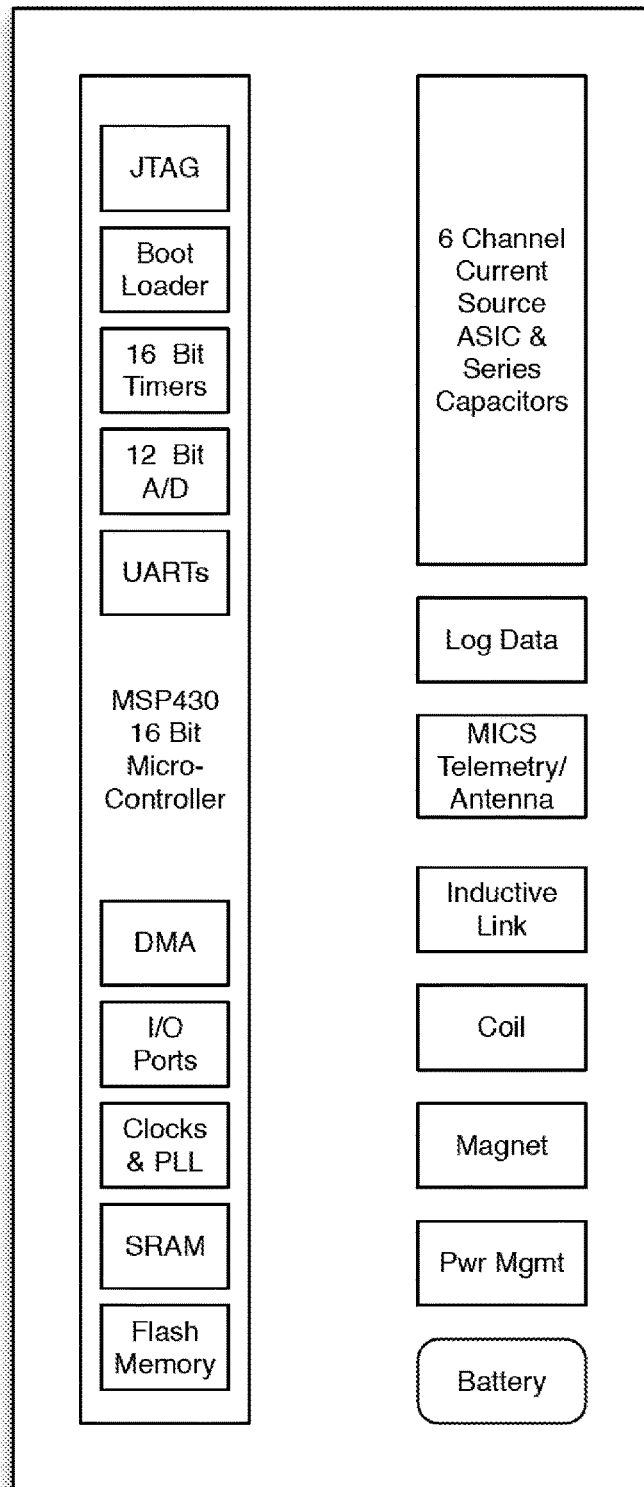 JTAG
Boot
Loader
16 Bit
Timers
12 Bit
A/D
UARTs
MSP430
16 Bit
Micro-
Controller
DMA
I/O
Ports
Clocks
& PLL
SRAM
Flash
Memory
6 Channel
Current
Source
ASIC &
Series
Capacitors
Log Data
MICS
Telemetry/
Antenna
Inductive
Link
Coil
Magnet
Pwr Mgmt
Battery